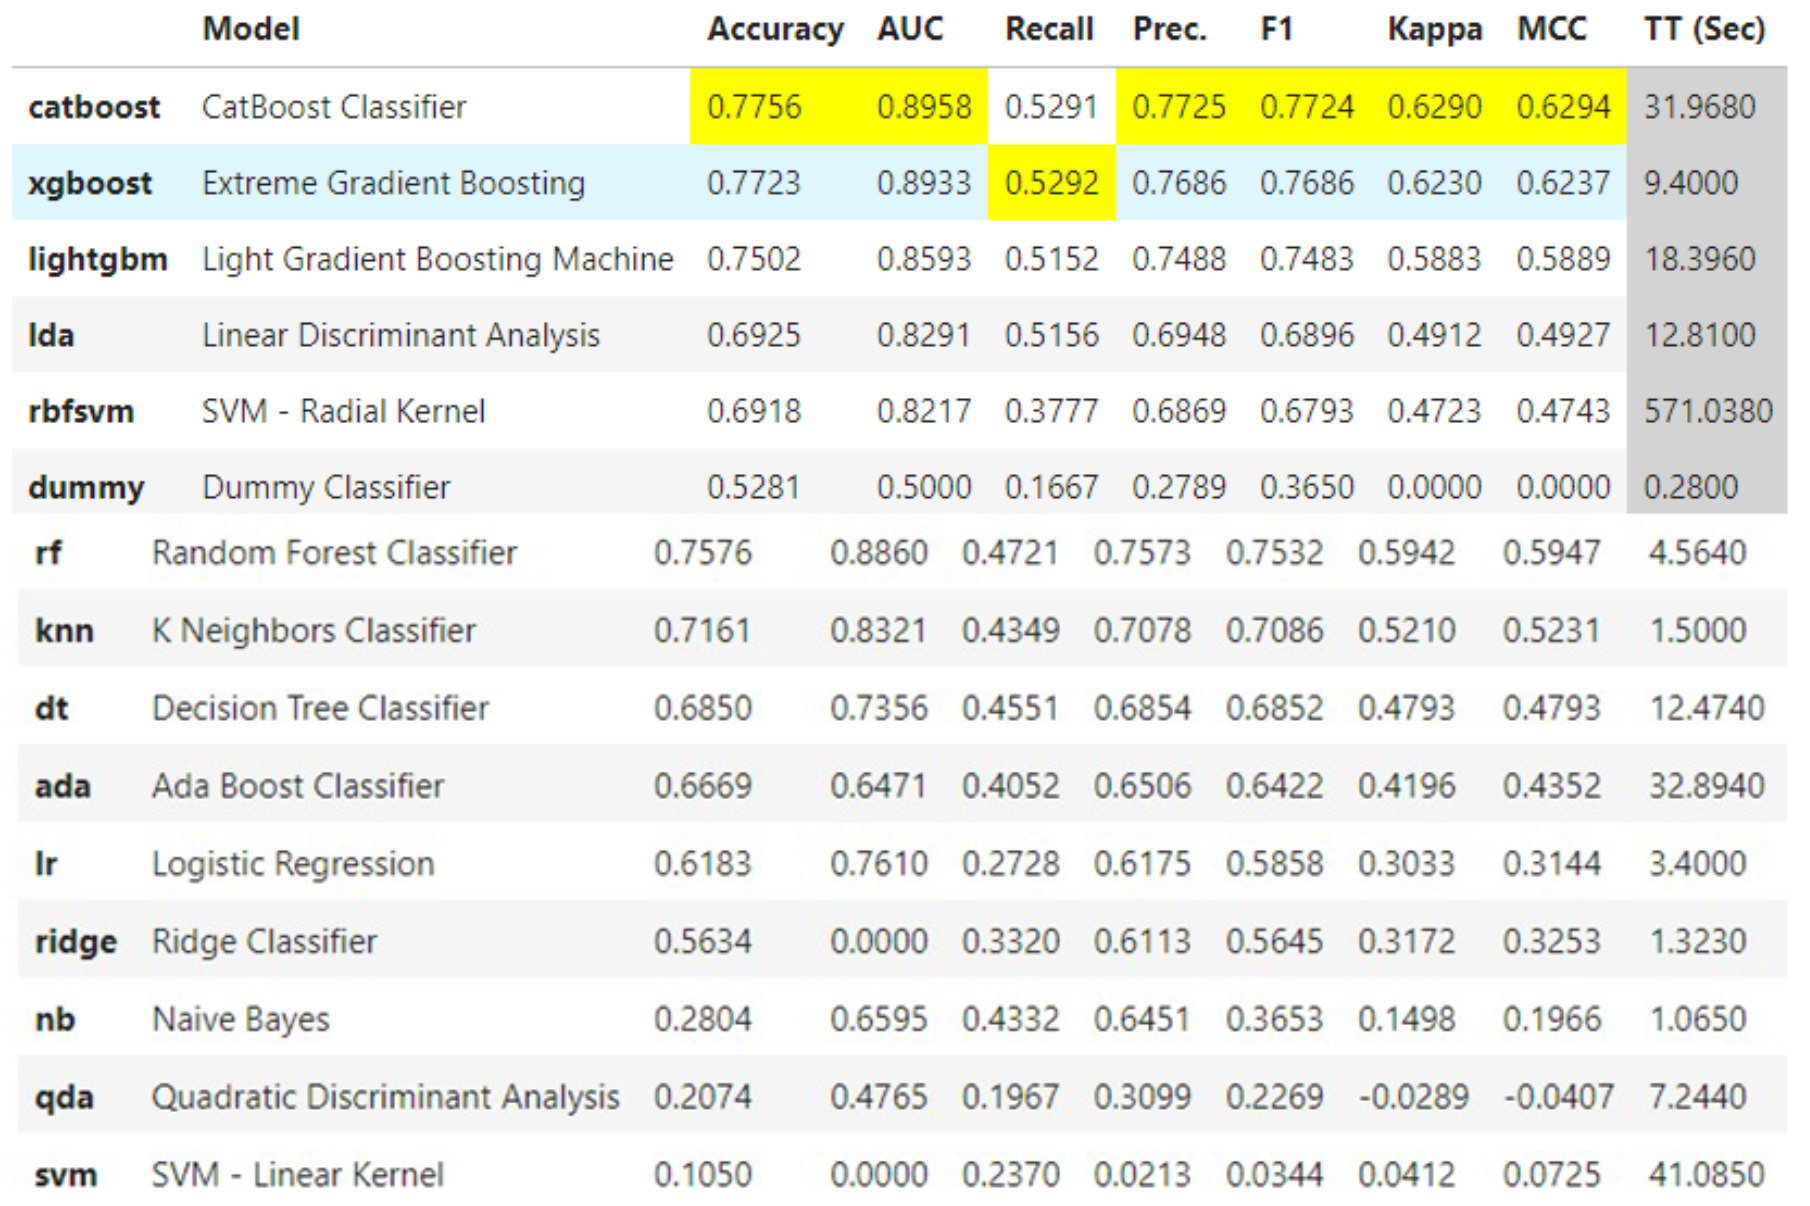 Model Accuracy AUC Recall Prec. F1 Kappa MCC TT (Sec)
catboost CatBoost Classifier 0.7756 0.8958 0.5291 0.7725 0.7724 0.6290 0.6294 31.9680
xgboost Extreme Gradient Boosting 0.7723 0.8933 0.5292 0.7686 0.7686 0.6230 0.6237 9.4000
lightgbm Light Gradient Boosting Machine 0.7502 0.8593 0.5152 0.7488 0.7483 0.5883 0.5889 18.3960
lda Linear Discriminant Analysis 0.6925 0.8291 0.5156 0.6948 0.6896 0.4912 0.4927 12.8100
rbfsvm SVM - Radial Kernel 0.6918 0.8217 0.3777 0.6869 0.6793 0.4723 0.4743 571.0380
dummy Dummy Classifier 0.5281 0.5000 0.1667 0.2789 0.3650 0.0000 0.0000 0.2800
rf Random Forest Classifier 0.7576 0.8860 0.4721 0.7573 0.7532 0.5942 0.5947 4.5640
knn K Neighbors Classifier 0.7161 0.8321 0.4349 0.7078 0.7086 0.5210 0.5231 1.5000
dt Decision Tree Classifier 0.6850 0.7356 0.4551 0.6854 0.6852 0.4793 0.4793 12.4740
ada Ada Boost Classifier 0.6669 0.6471 0.4052 0.6506 0.6422 0.4196 0.4352 32.8940
lr Logistic Regression 0.6183 0.7610 0.2728 0.6175 0.5858 0.3033 0.3144 3.4000
ridge Ridge Classifier 0.5634 0.0000 0.3320 0.6113 0.5645 0.3172 0.3253 1.3230
nb Naive Bayes 0.2804 0.6595 0.4332 0.6451 0.3653 0.1498 0.1966 1.0650
qda Quadratic Discriminant Analysis 0.2074 0.4765 0.1967 0.3099 0.2269 -0.0289 -0.0407 7.2440
svm SVM - Linear Kernel 0.1050 0.0000 0.2370 0.0213 0.0344 0.0412 0.0725 41.0850